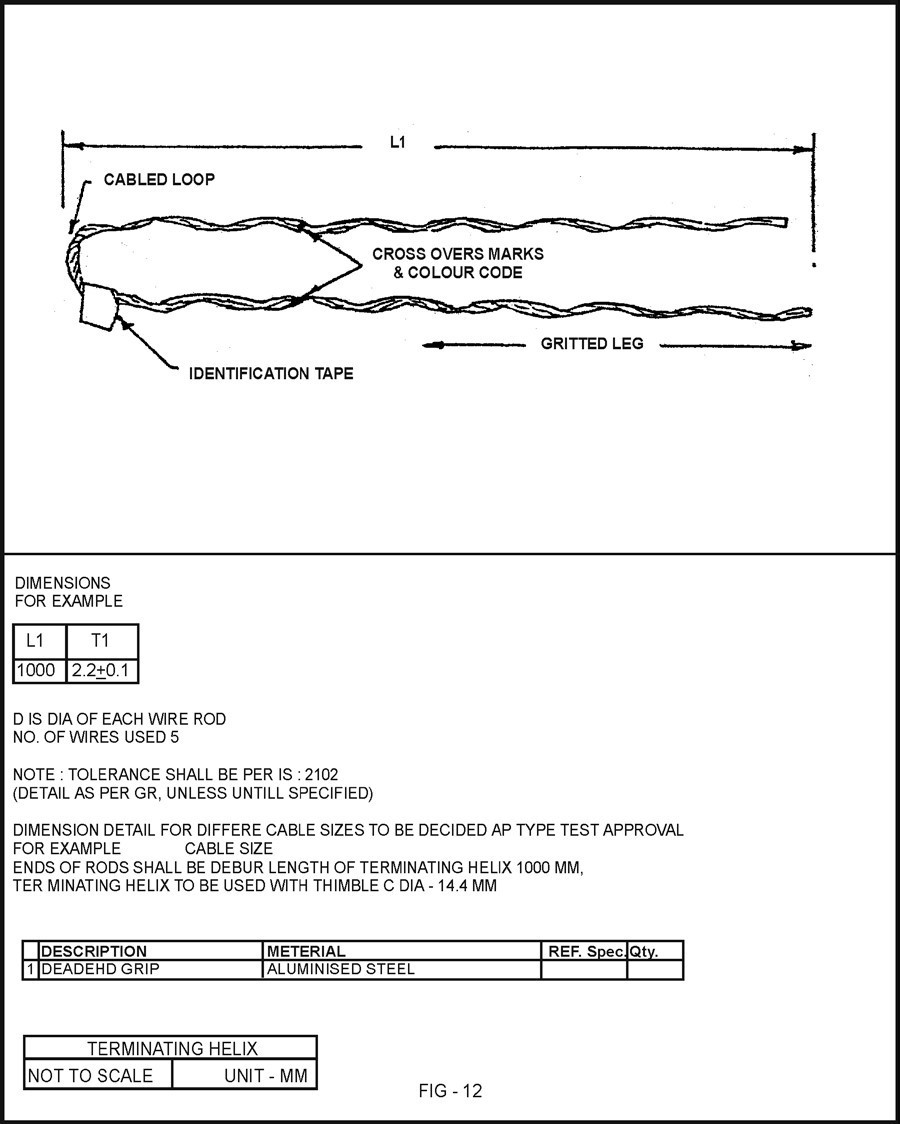 L1
CABLED LOOP
CROSS OVERS MARKS
& COLOUR CODE
GRITTED LEG
IDENTIFICATION TAPE
DIMENSIONS
FOR EXAMPLE
L1 T1
1000 2.2±0.1
D IS DIA OF EACH WIRE ROD
NO. OF WIRES USED 5
NOTE : TOLERANCE SHALL BE PER IS : 2102
(DETAIL AS PER GR, UNLESS UNTILL SPECIFIED)
DIMENSION DETAIL FOR DIFFERE CABLE SIZES TO BE DECIDED AP TYPE TEST APPROVAL
FOR EXAMPLE CABLE SIZE
ENDS OF RODS SHALL BE DEBUR LENGTH OF TERMINATING HELIX 1000 MM,
TER MINATING HELIX TO BE USED WITH THIMBLE C DIA - 14.4 MM
DESCRIPTION METERIAL REF. Spec. Qty.
1 DEADEHD GRIP ALUMINISED STEEL
TERMINATING HELIX
NOT TO SCALE UNIT - MM
FIG - 12